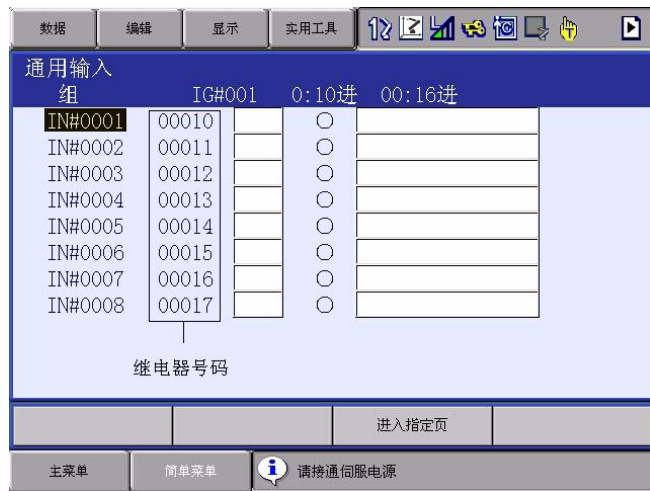 数据 编辑 显示 实用工具
通用输入
组 IG#001 0:10进 00:16进
IN#0001 00010
IN#0002 00011
IN#0003 00012
IN#0004 00013
IN#0005 00014
IN#0006 00015
IN#0007 00016
IN#0008 00017
继电器号码
进入指定页
主菜单 简单菜单 请接通伺服电源